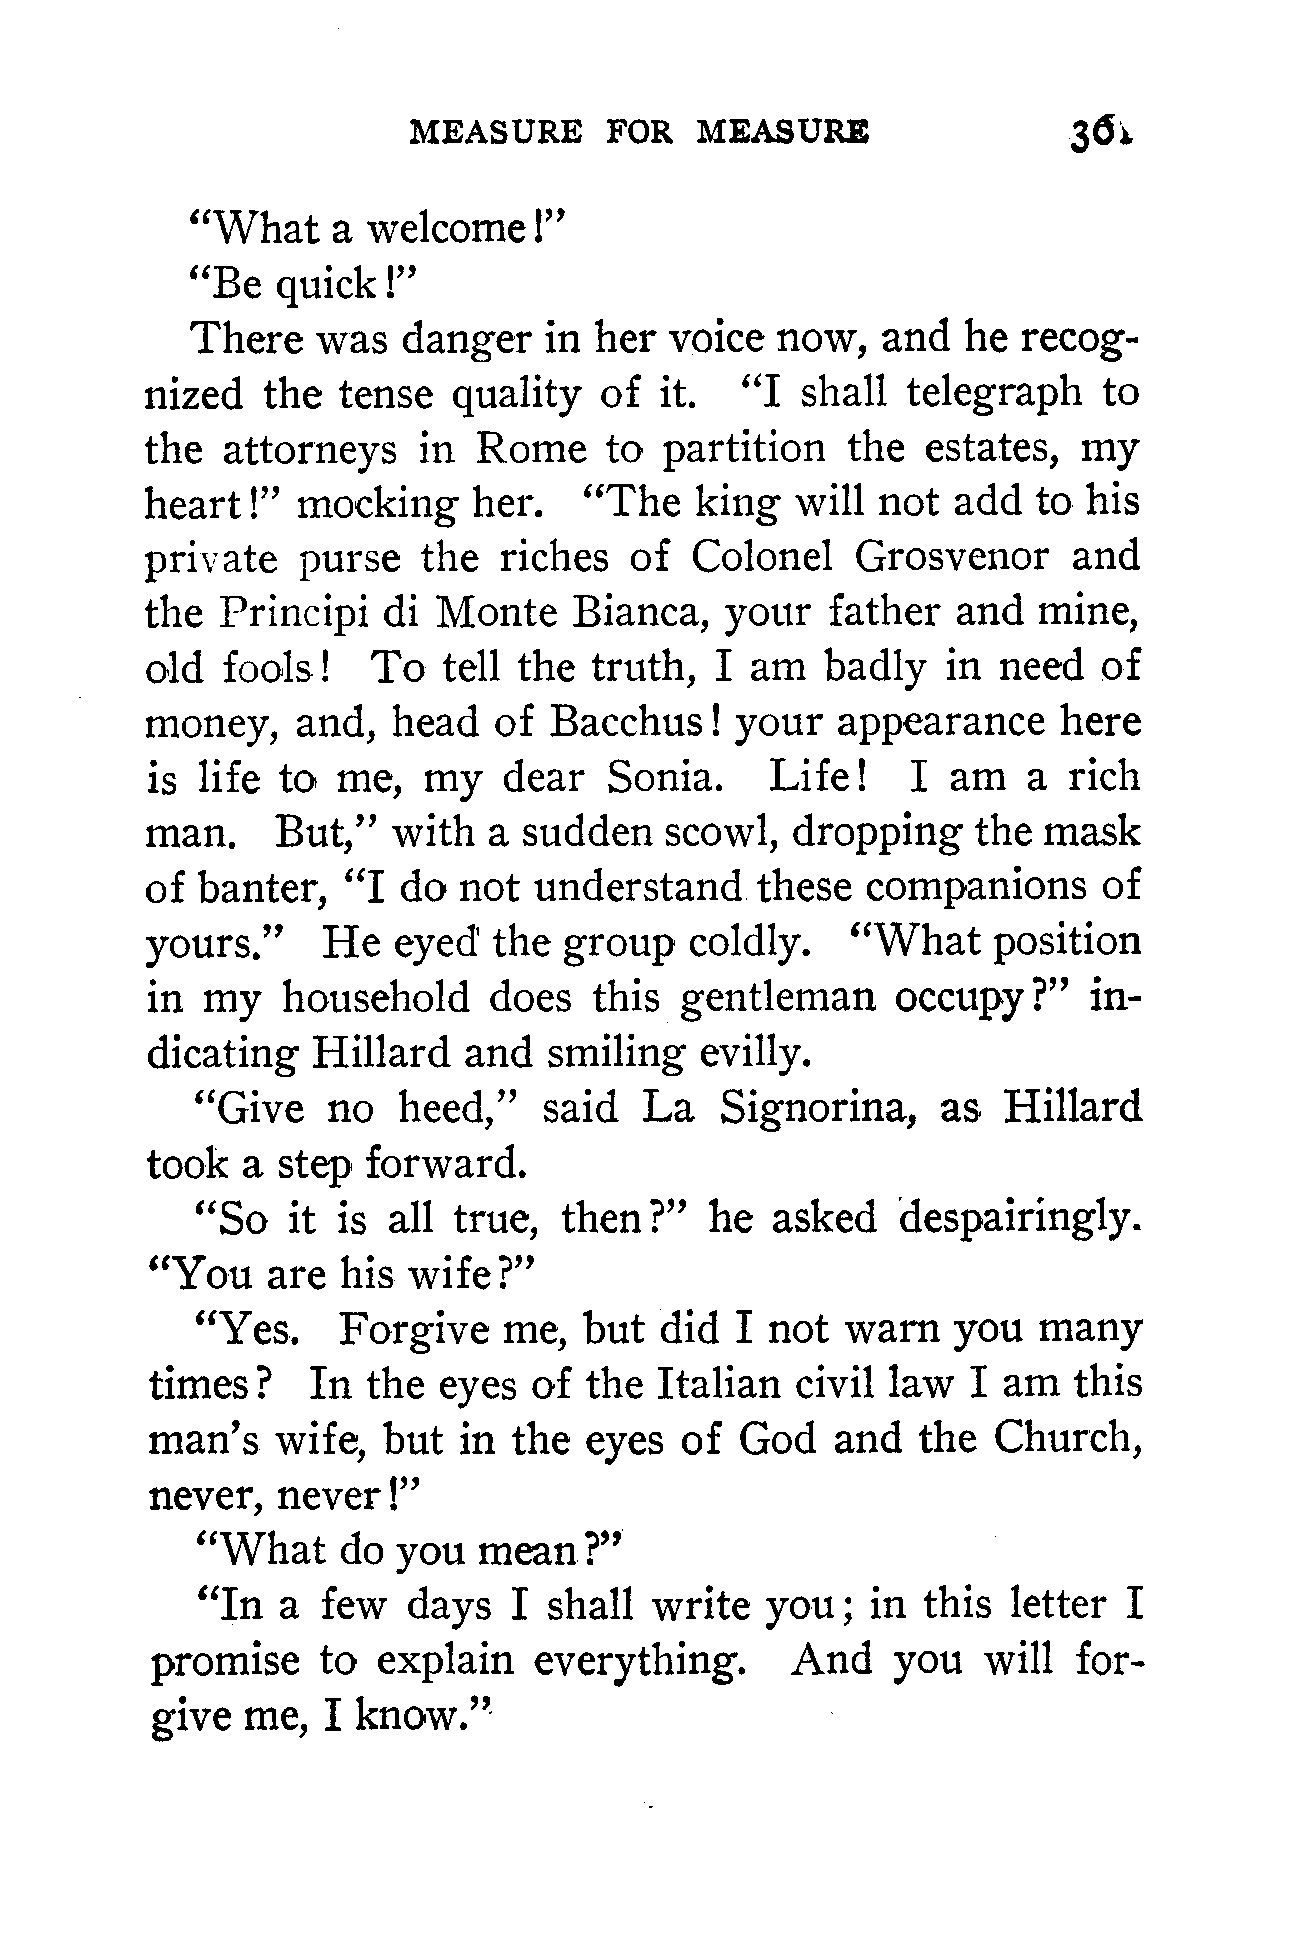 MEASURE FOR MEASURE 361
“What a welcome!”
“Be quick!”
There was danger in her voice now, and he recog-
nized the tense quality of it. “I shall telegraph to
the attorneys in Rome to partition the estates, my
heart!” mocking her. “The king will not add to his
private purse the riches of Colonel Grosvenor and
the Principi di Monte Bianca, your father and mine,
old fools! To tell the truth, I am badly in need of
money, and, head of Bacchus! your appearance here
is life to me, my dear Sonia. Life! I am a rich
man. But,” with a sudden scowl, dropping the mask
of banter, “I do not understand these companions of
yours.” He eyed the group coldly. “What position
in my household does this gentleman occupy?” in-
dicating Hillard and smiling evilly.
“Give no heed,” said La Signorina, as Hillard
took a step forward.
“So it is all true, then?” he asked despairingly.
“You are his wife?”
“Yes. Forgive me, but did I not warn you many
times? In the eyes of the Italian civil law I am this
man’s wife, but in the eyes of God and the Church,
never, never!”
“What do you mean?”
“In a few days I shall write you; in this letter I
promise to explain everything. And you will for-
give me, I know.”